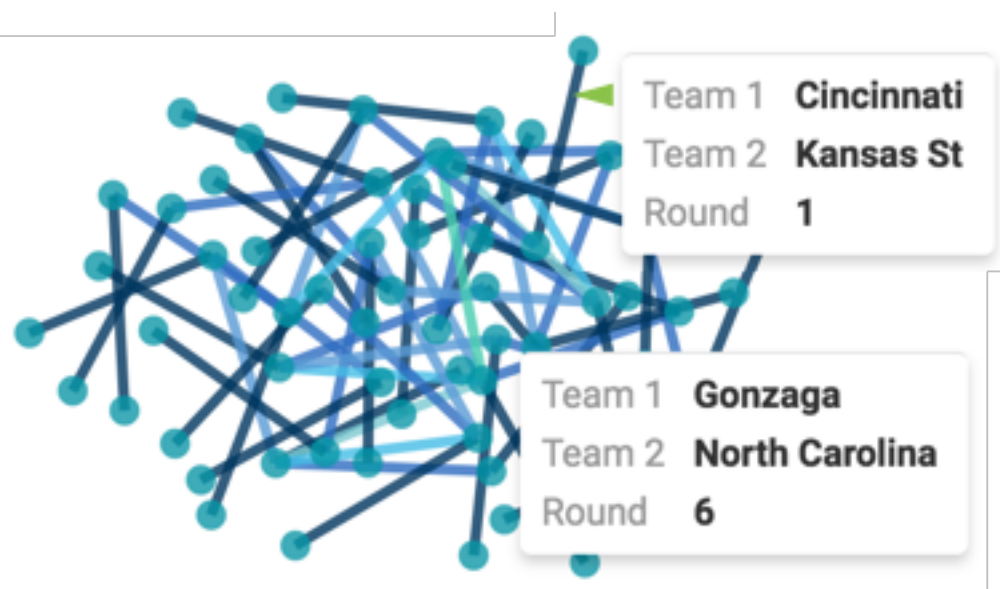 Team 1 Cincinnati
Team 2 Kansas St
Round 1
Team 1 Gonzaga
Team 2 North Carolina
Round 6